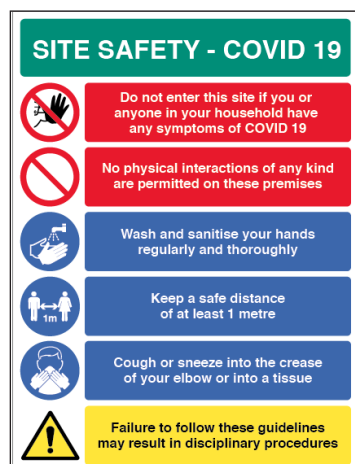 SITE SAFETY - COVID 19
Do not enter this site if you or
anyone in your household have
any symptoms of COVID 19
No physical interactions of any kind
are permitted on these premises
Wash and sanitise your hands
regularly and thoroughly
1m
Keep a safe distance
of at least 1 metre
Cough or sneeze into the crease
of your elbow or into a tissue
Failure to follow these guidelines
may result in disciplinary procedures